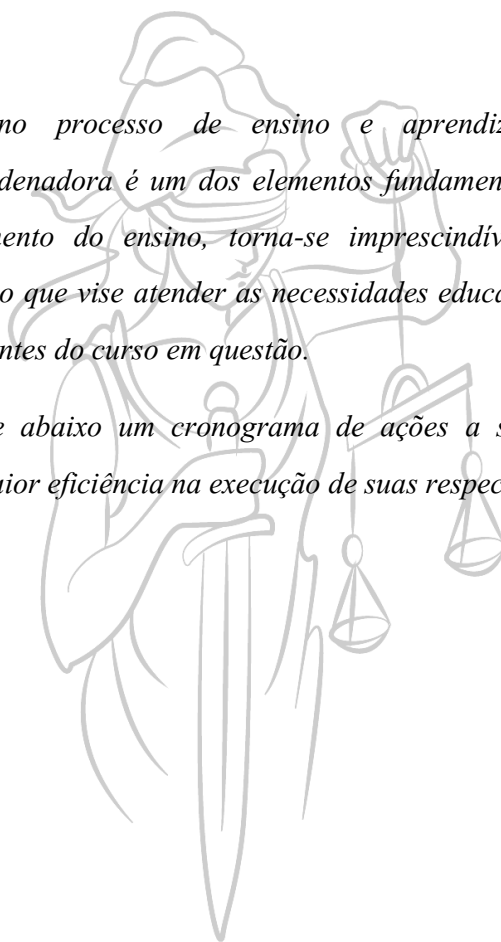 no processo de ensino e aprendiz
denadora é um dos elementos fundamen
ento do ensino, torna-se imprescindív
o que vise atender as necessidades educa
ntes do curso em questão.
e abaixo um cronograma de ações a s
aior eficiência na execução de suas respec